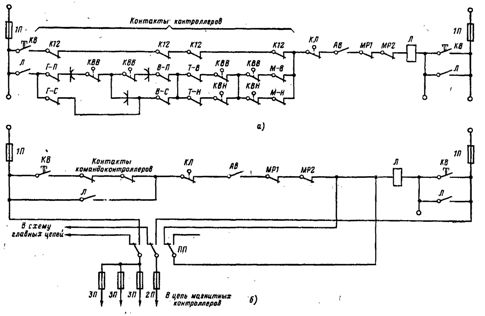 Контакты контроллеров
1П КВ К12 К12 К12 К12 КЛ АВ МР1 МР2 Л КВ 1П
Л Г-П КВВ КВВ В-П Т-В КВВ КВВ М-В Л
Г-С В-С Т-Н КВН КВН М-Н
а)
1П КВ Контакты командоконтроллеров КЛ АВ МР1 МР2 Л КВ 1П
Л Л
В схему главных цепей ПП
3П 3П 3П 2П В цепь магнитных контроллеров
б)